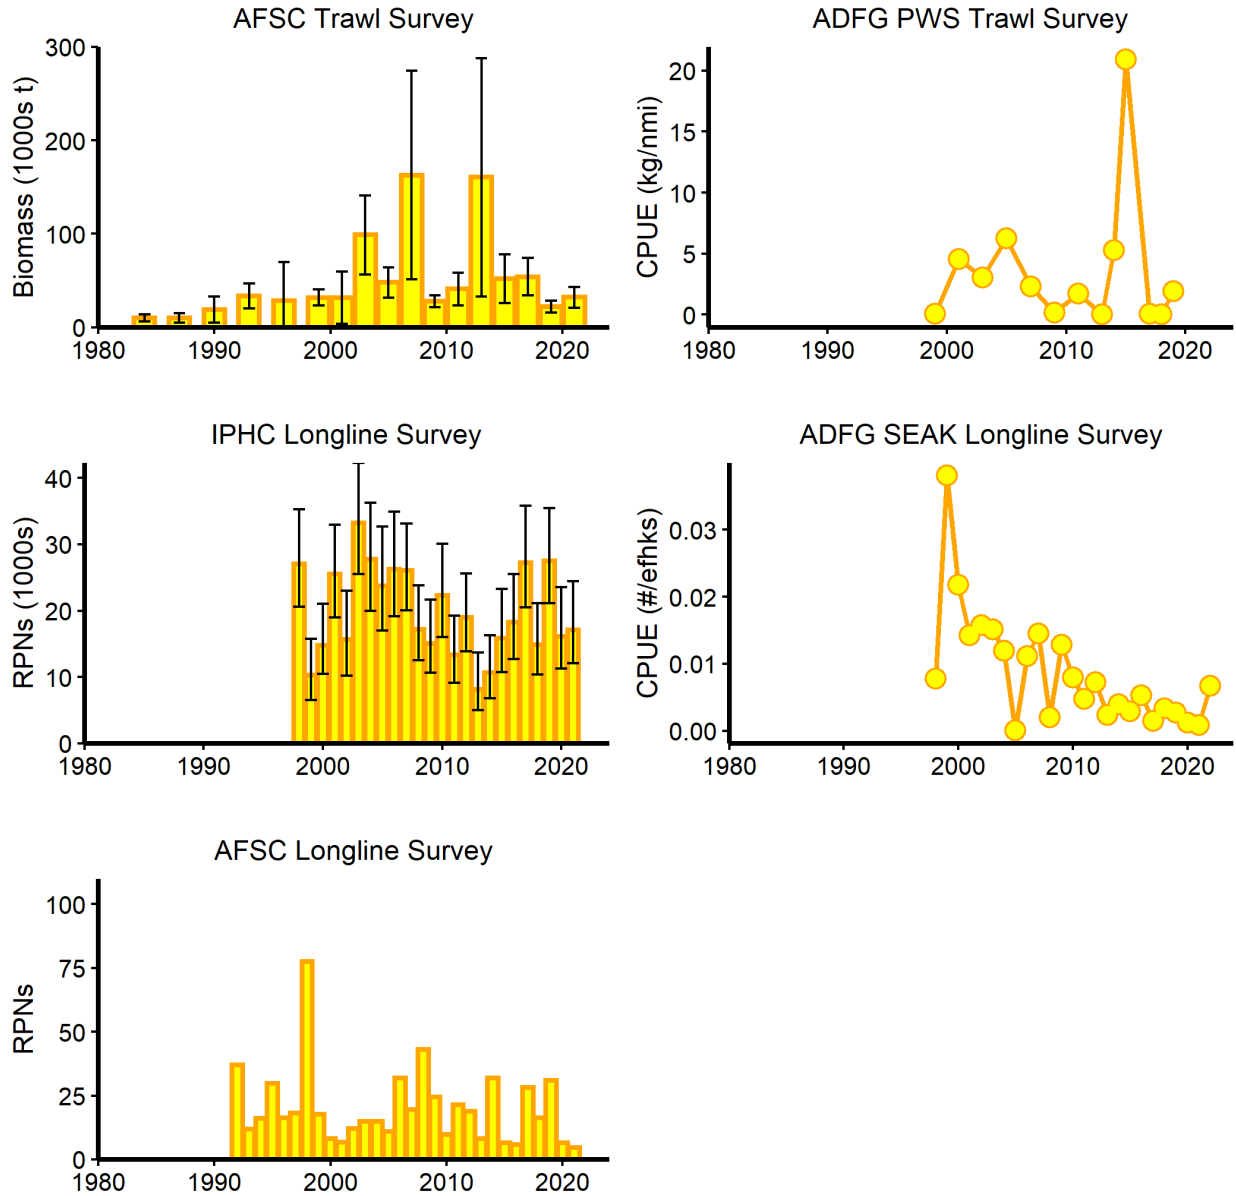 AFSC Trawl Survey
Biomass (1000s t)
300
200
100
0
1980 1990 2000 2010 2020
ADFG PWS Trawl Survey
CPUE (kg/nmi)
20
15
10
5
0
1980 1990 2000 2010 2020
IPHC Longline Survey
RPNs (1000s)
40
30
20
10
0
1980 1990 2000 2010 2020
ADFG SEAK Longline Survey
CPUE (#/efhks)
0.03
0.02
0.01
0.00
1980 1990 2000 2010 2020
AFSC Longline Survey
RPNs
100
75
50
25
0
1980 1990 2000 2010 2020